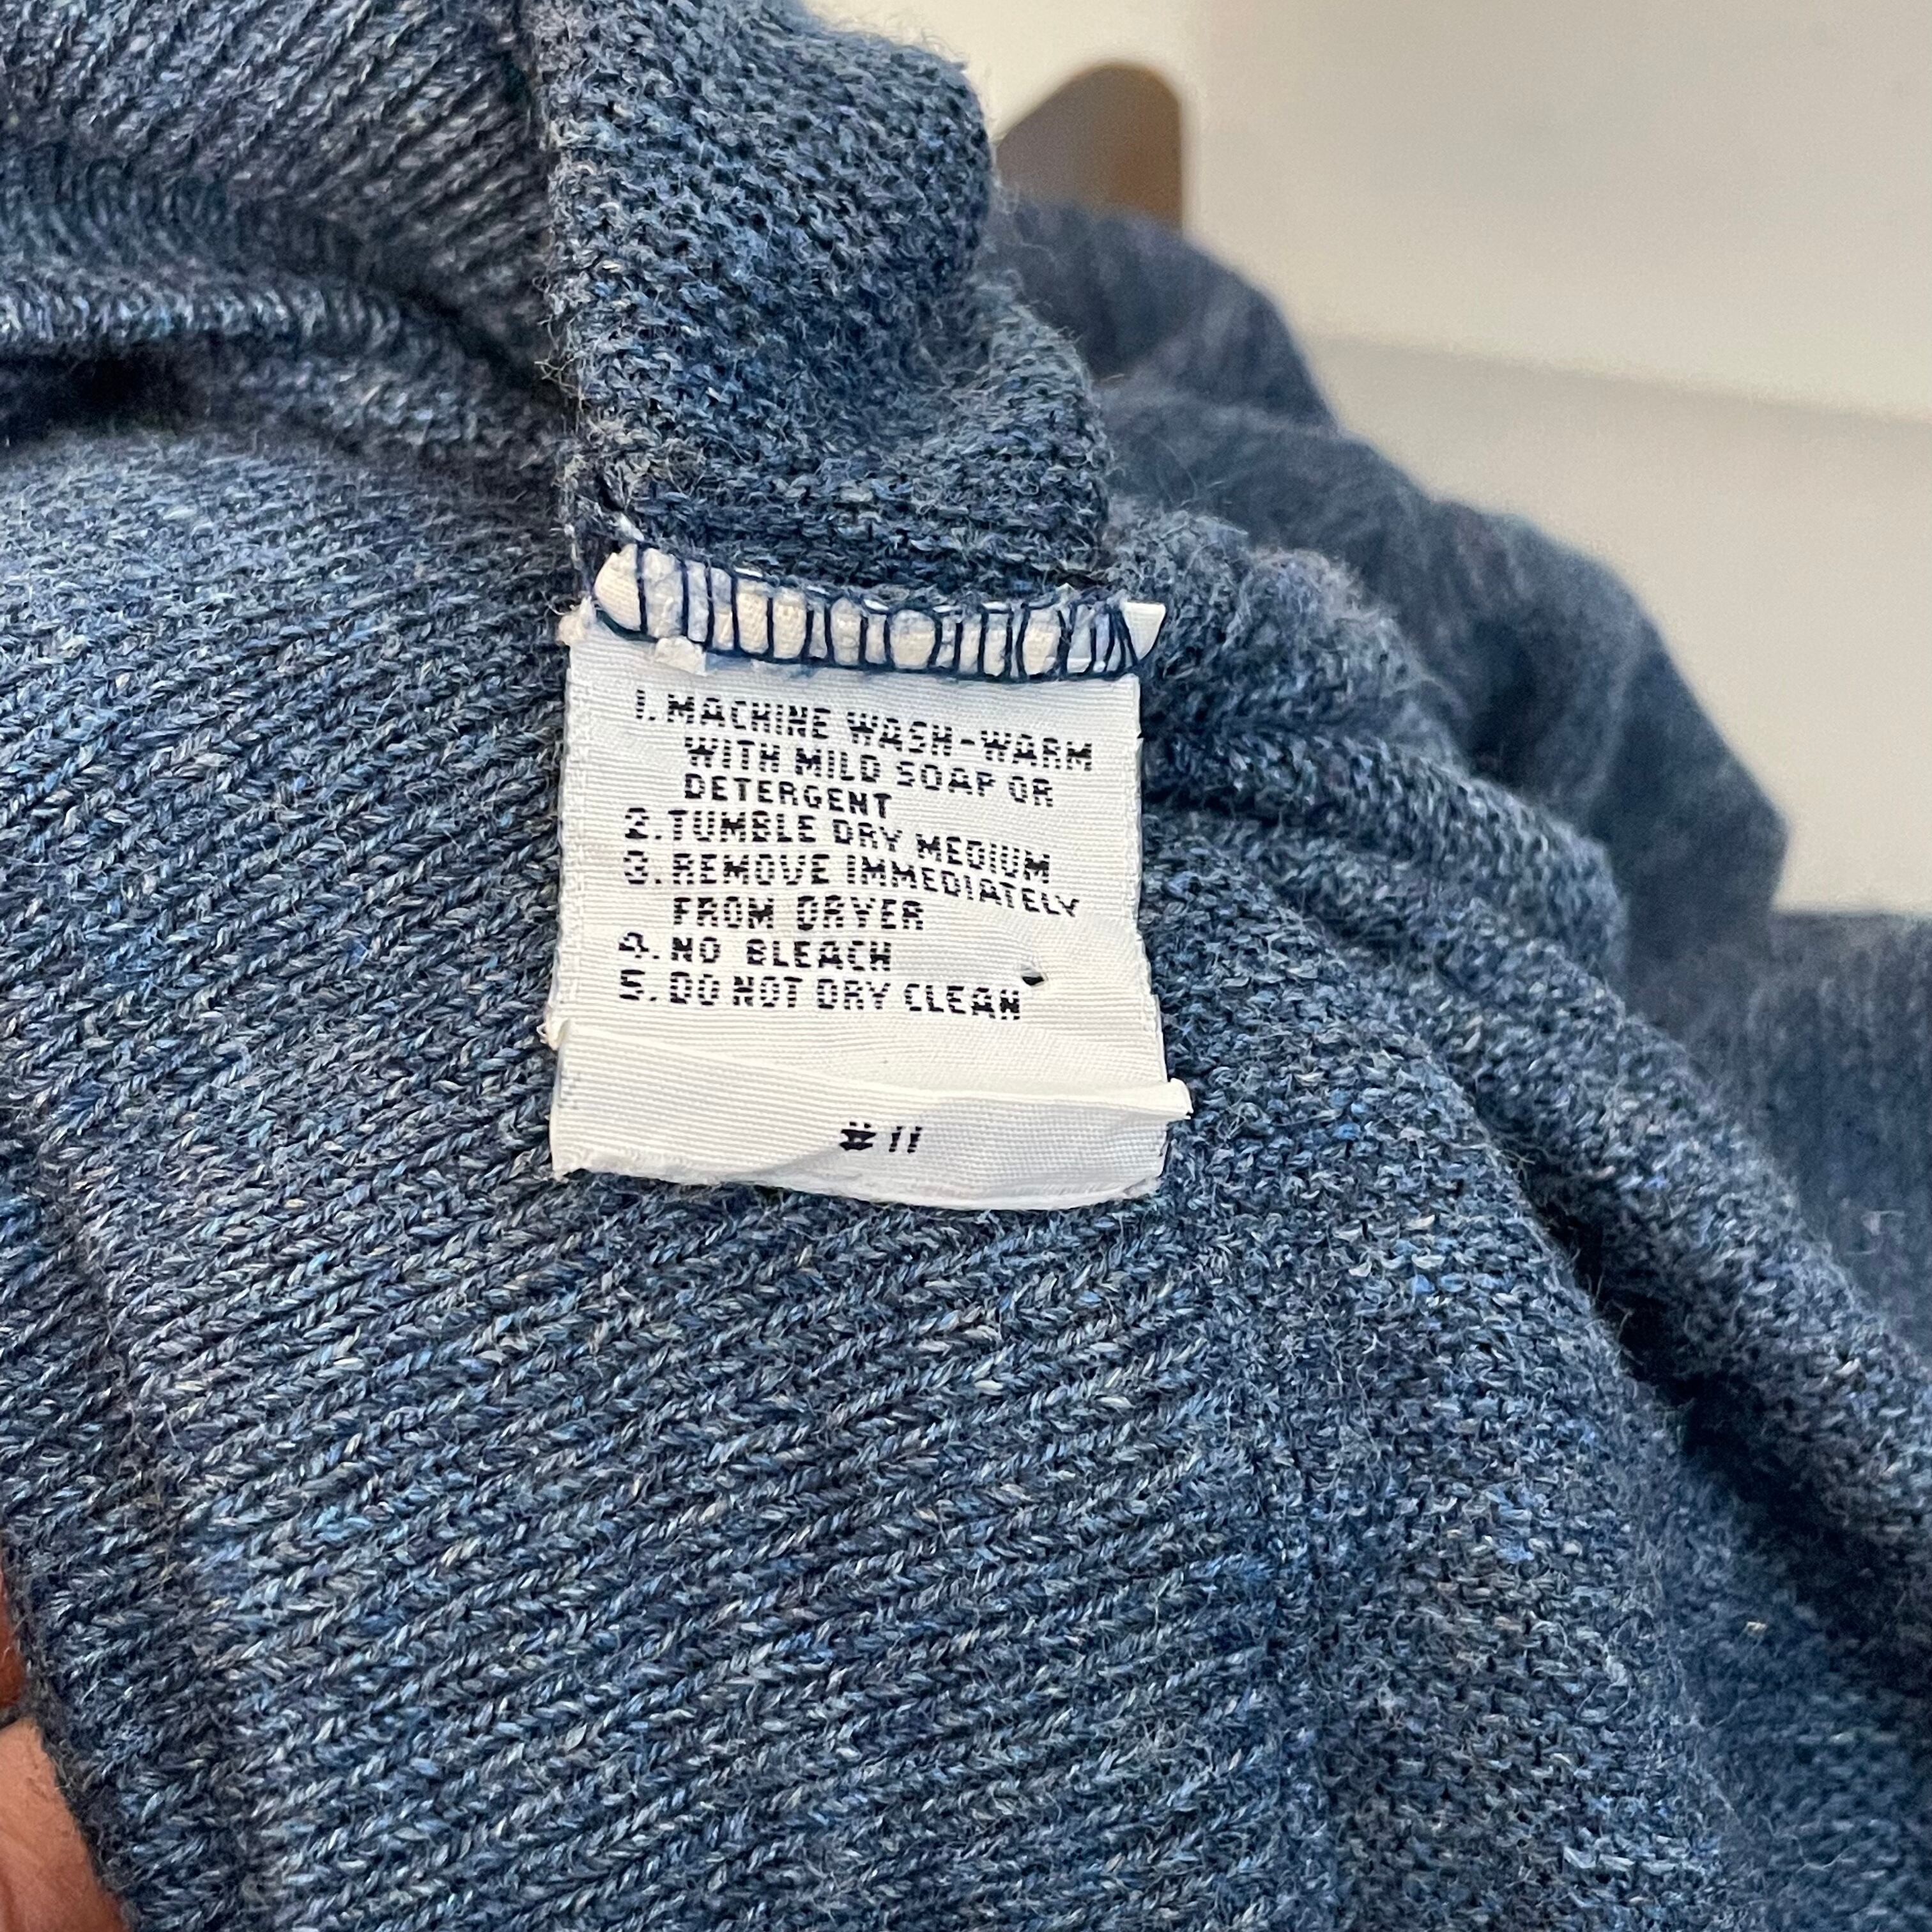 1. MACHINE WASH-WARM
WITH MILD SOAP OR
DETERGENT
2. TUMBLE DRY MEDIUM
3. REMOVE IMMEDIATELY
FROM DRYER
4. NO BLEACH
5. DO NOT DRY CLEAN
#11